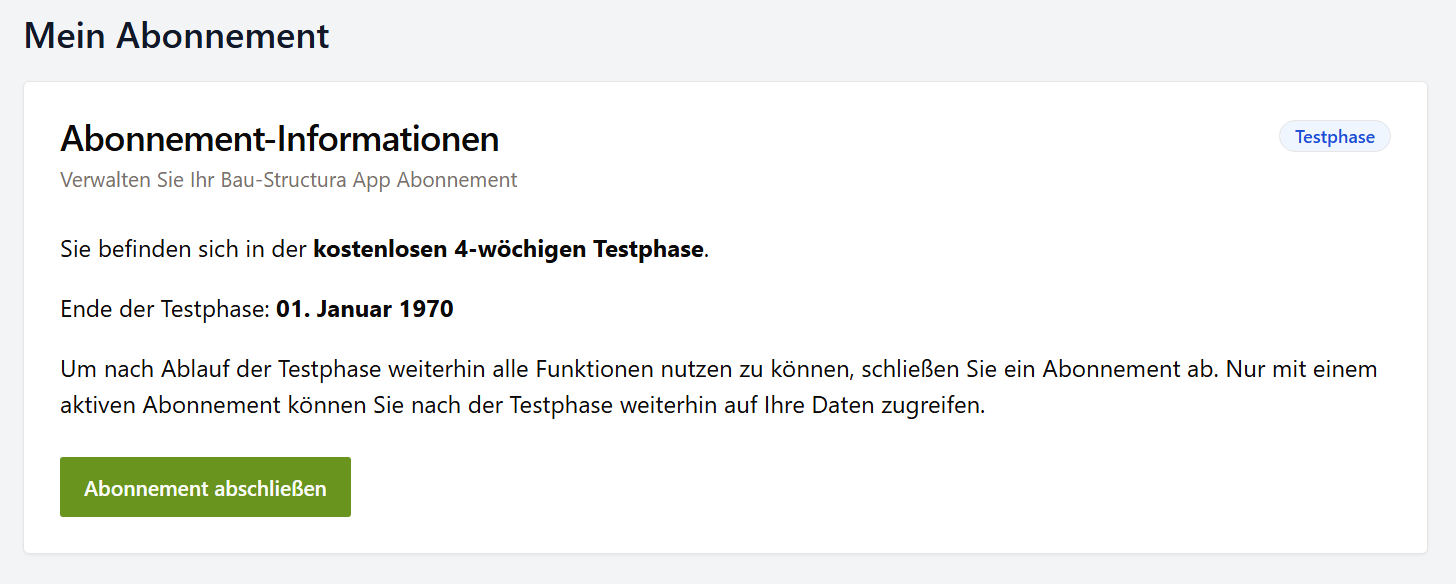 Mein Abonnement
Abonnement-Informationen
Testphase
Verwalten Sie Ihr Bau-Structura App Abonnement
Sie befinden sich in der kostenlosen 4-wöchigen Testphase.
Ende der Testphase: 01. Januar 1970
Um nach Ablauf der Testphase weiterhin alle Funktionen nutzen zu können, schließen Sie ein Abonnement ab. Nur mit einem
aktiven Abonnement können Sie nach der Testphase weiterhin auf Ihre Daten zugreifen.
Abonnement abschließen